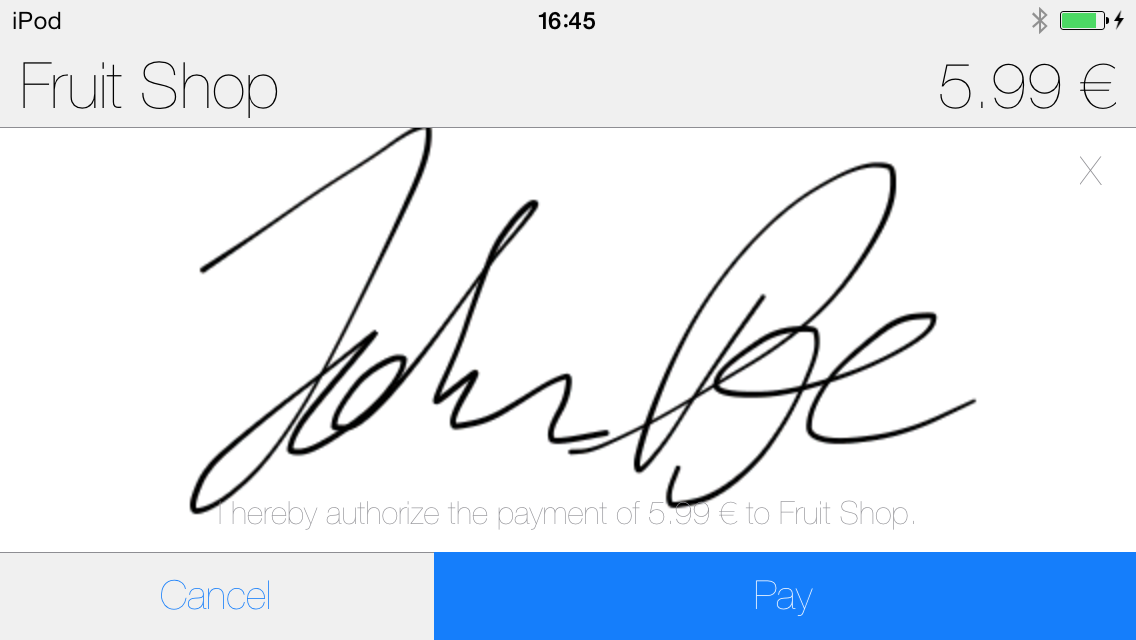 iPod 16:45
Fruit Shop 5.99 €
X
John Be
I hereby authorize the payment of 5.99 € to Fruit Shop.
Cancel Pay